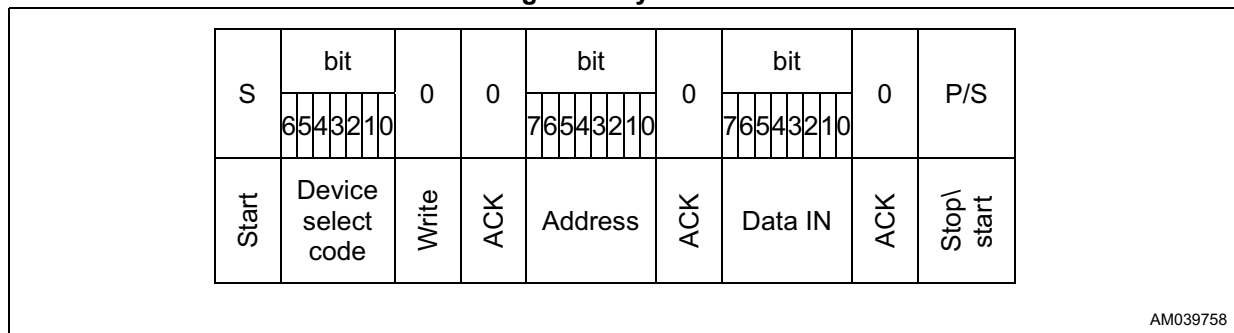 S bit 0 0 bit 0 bit 0 P/S
6543210 76543210 76543210
Start Device select code Write ACK Address ACK Data IN ACK Stop\ start
AM039758